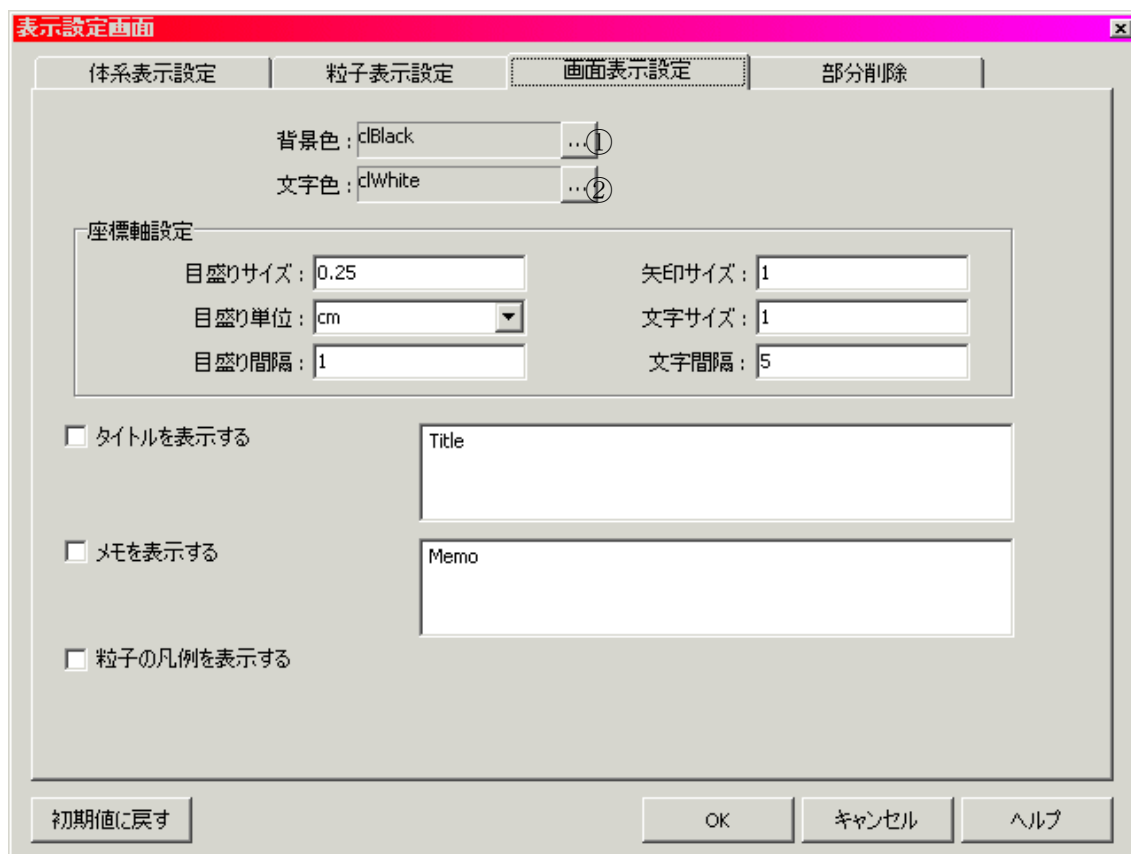 表示設定画面
体系表示設定 粒子表示設定 画面表示設定 部分削除
背景色 : clBlack ... ①
文字色 : clWhite ... ②
座標軸設定
目盛りサイズ : 0.25 矢印サイズ : 1
目盛り単位 : cm 文字サイズ : 1
目盛り間隔 : 1 文字間隔 : 5
タイトルを表示する Title
メモを表示する Memo
粒子の凡例を表示する
初期値に戻す OK キャンセル ヘルプ